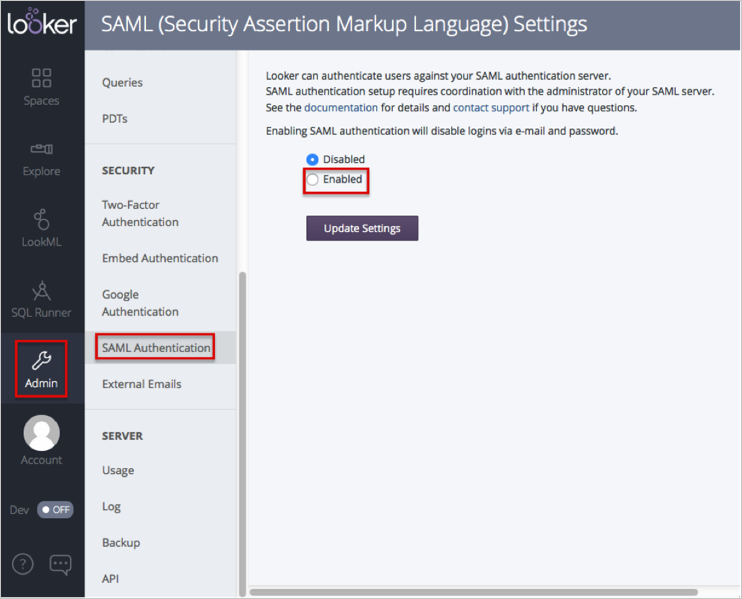 looker
SAML (Security Assertion Markup Language) Settings
Spaces
Explore
LookML
SQL Runner
Admin
Account
Dev OFF
?
Queries
PDTs
SECURITY
Two-Factor
Authentication
Embed Authentication
Google
Authentication
SAML Authentication
External Emails
SERVER
Usage
Log
Backup
API
Looker can authenticate users against your SAML authentication server.
SAML authentication setup requires coordination with the administrator of your SAML server.
See the documentation for details and contact support if you have questions.
Enabling SAML authentication will disable logins via e-mail and password.
Disabled
Enabled
Update Settings